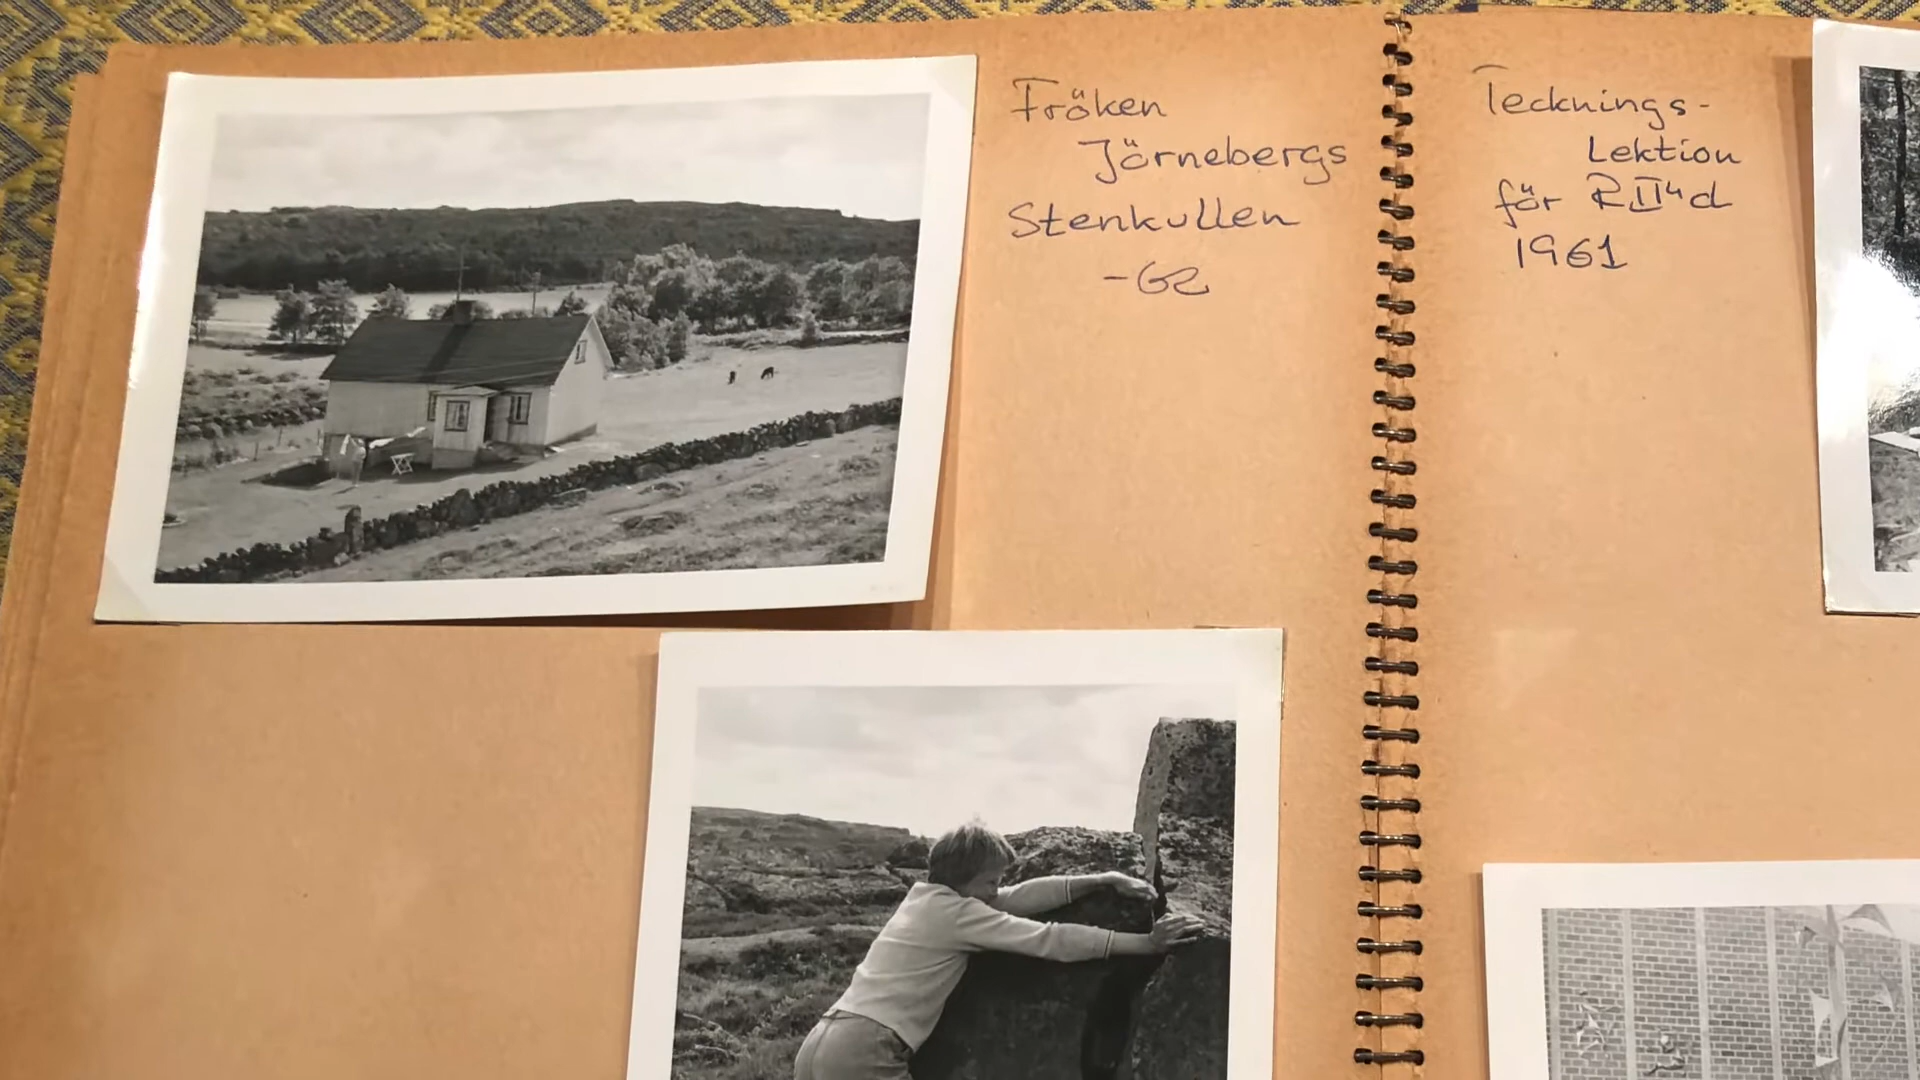 Fröken
Jörnebergs
Stenkullen
-62
Tecknings-
Lektion
för RII4d
1961